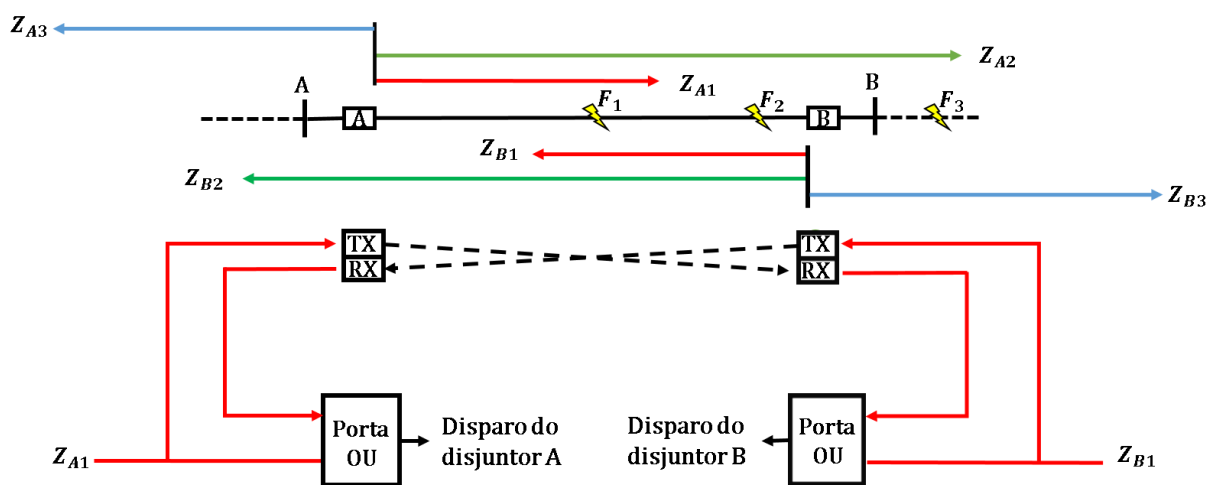 Z_A3
Z_A2
Z_A1
A
B
F_1
F_2
F_3
A
B
Z_B1
Z_B2
Z_B3
TX
RX
TX
RX
Porta
OU
Disparo do
disjuntor A
Disparo do
disjuntor B
Porta
OU
Z_A1
Z_B1